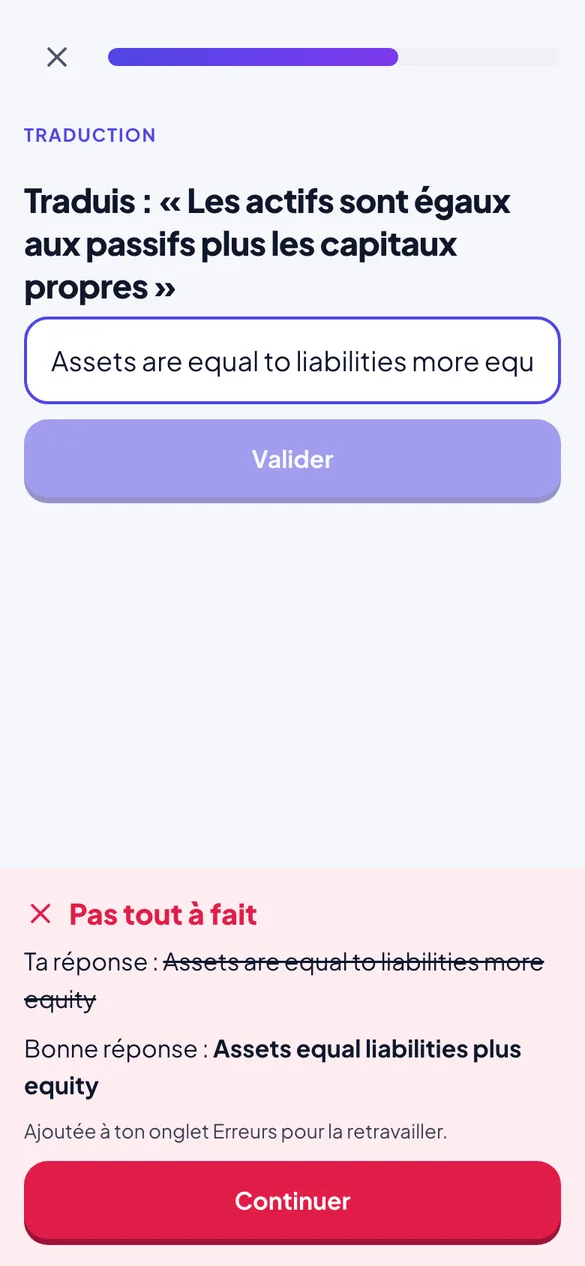 TRADUCTION
Traduis : « Les actifs sont égaux
aux passifs plus les capitaux
propres »
Assets are equal to liabilities more equ
Valider
Pas tout à fait
Ta réponse : Assets are equal to liabilities more
equity
Bonne réponse : Assets equal liabilities plus
equity
Ajoutée à ton onglet Erreurs pour la retravailler.
Continuer